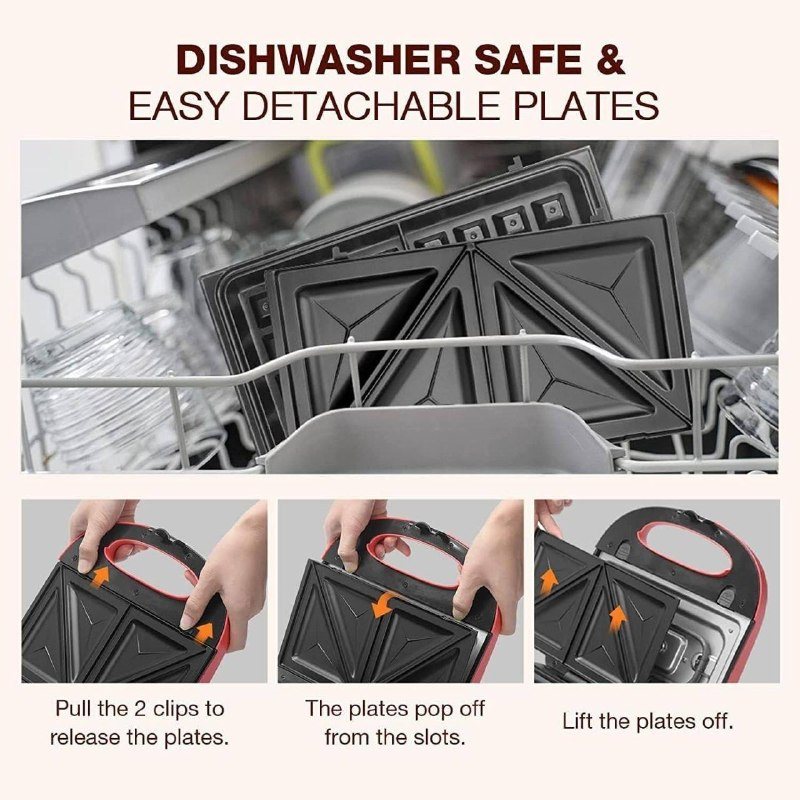 DISHWASHER SAFE &
EASY DETACHABLE PLATES
Pull the 2 clips to
release the plates.
The plates pop off
from the slots.
Lift the plates off.